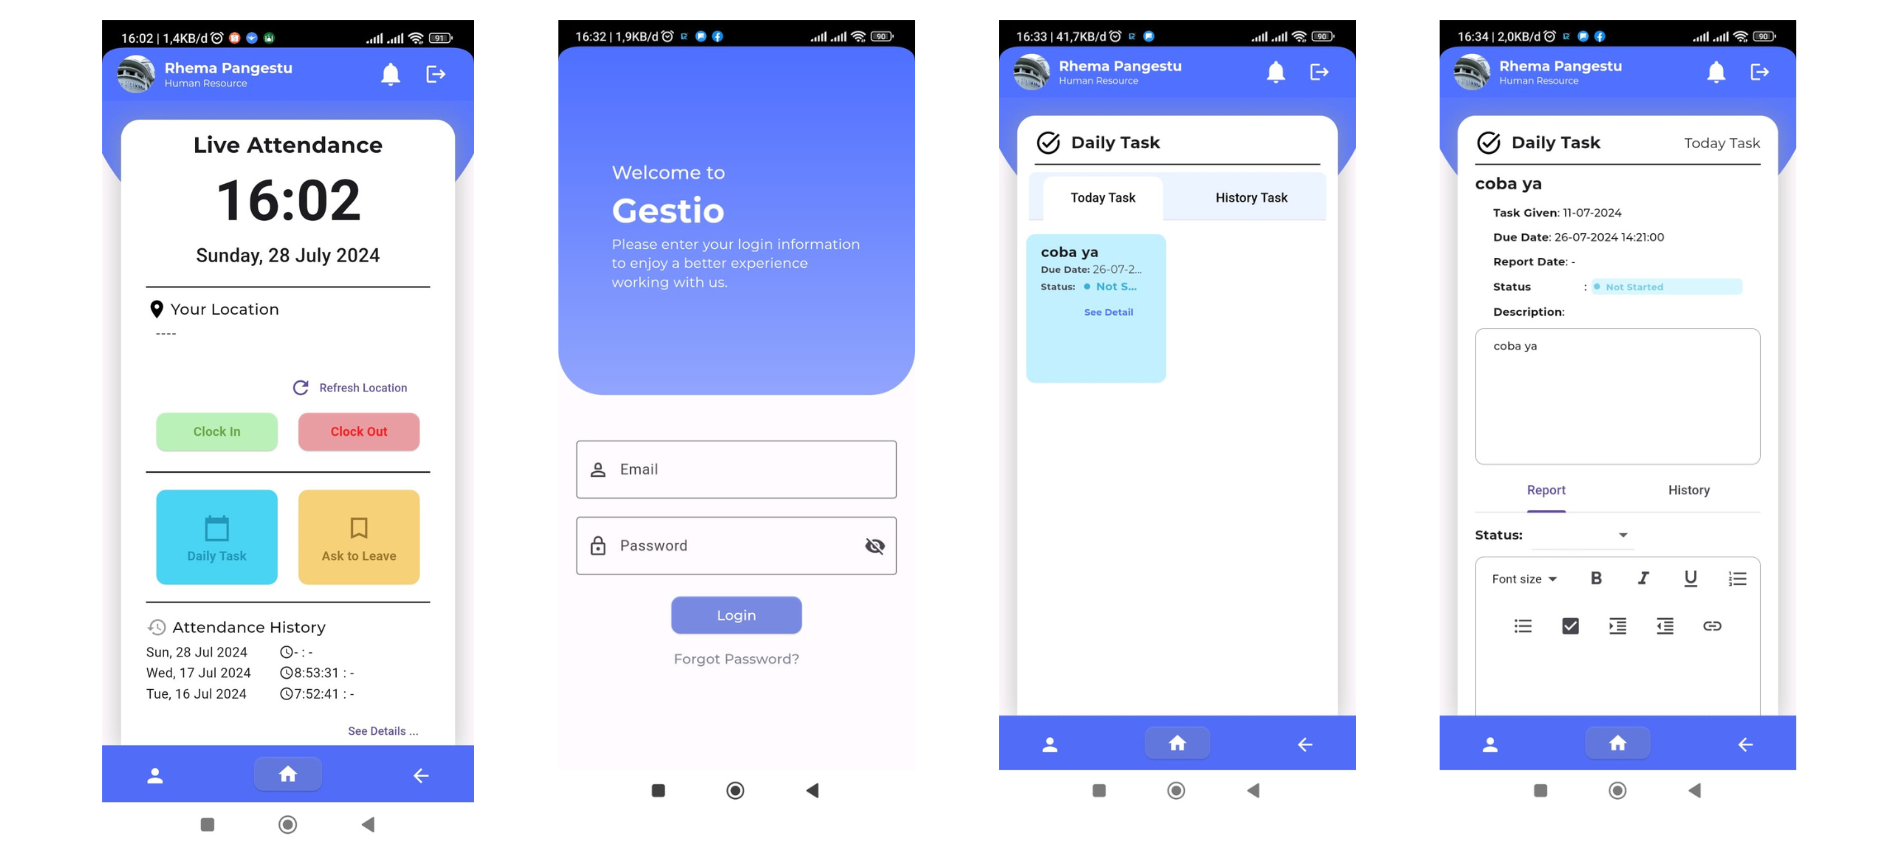 16:02 | 1,4KB/d
91
Rhema Pangestu
Human Resource
Live Attendance
16:02
Sunday, 28 July 2024
Your Location
----
Refresh Location
Clock In
Clock Out
Daily Task
Ask to Leave
Attendance History
Sun, 28 Jul 2024 - : -
Wed, 17 Jul 2024 8:53:31 : -
Tue, 16 Jul 2024 7:52:41 : -
See Details ...
16:32 | 1,9KB/d
90
Welcome to
Gestio
Please enter your login information
to enjoy a better experience
working with us.
Email
Password
Login
Forgot Password?
16:33 | 41,7KB/d
90
Rhema Pangestu
Human Resource
Daily Task
Today Task
History Task
coba ya
Due Date: 26-07-2...
Status: • Not S...
See Detail
16:34 | 2,0KB/d
90
Rhema Pangestu
Human Resource
Daily Task
Today Task
coba ya
Task Given: 11-07-2024
Due Date: 26-07-2024 14:21:00
Report Date: -
Status : • Not Started
Description:
coba ya
Report
History
Status:
Font size
B
I
U